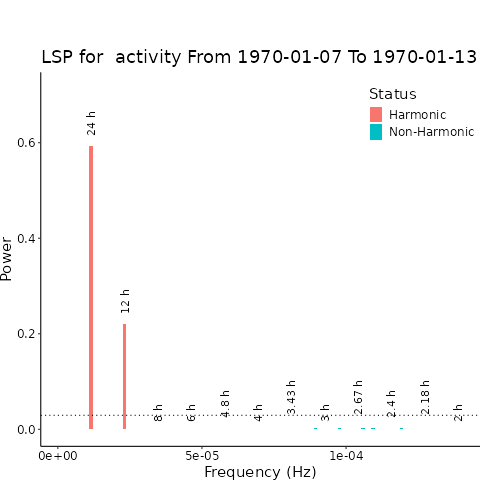 LSP for  activity From 1970-01-07 To 1970-01-13
Status
Harmonic
Non-Harmonic
Power
0.6
0.4
0.2
0.0
24 h
12 h
8 h
6 h
4.8 h
4 h
3.43 h
3 h
2.67 h
2.4 h
2.18 h
2 h
0e+00
5e-05
1e-04
Frequency (Hz)